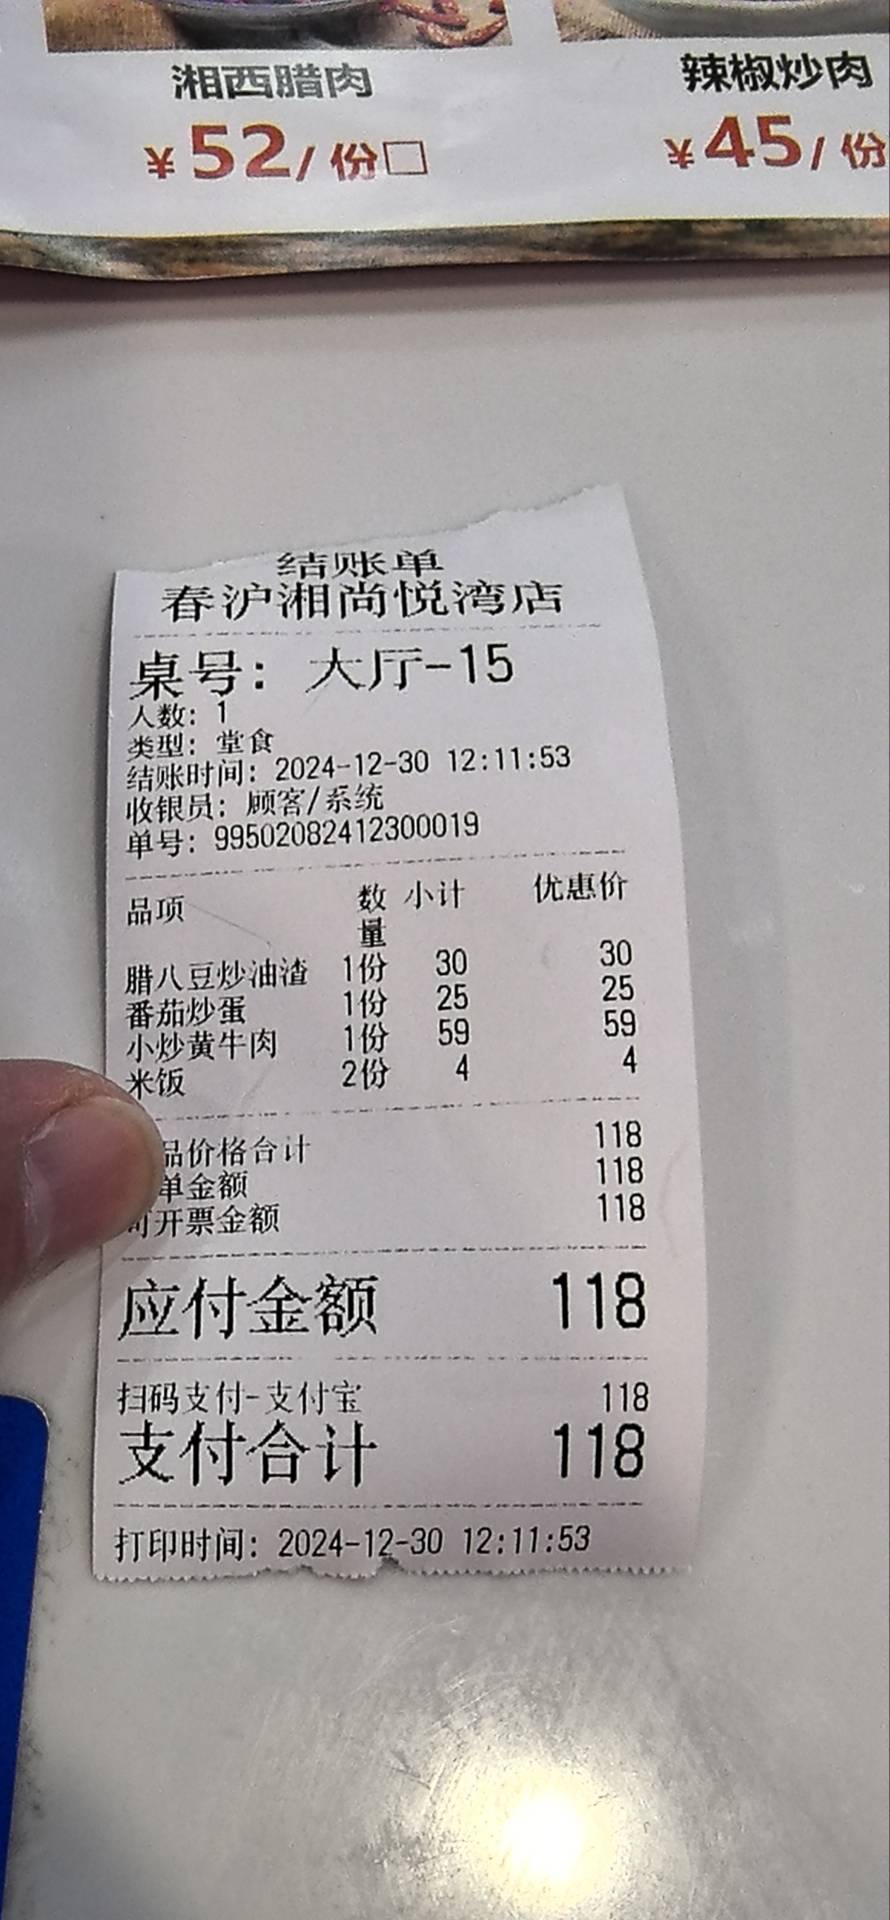 湘西腊肉 辣椒炒肉
¥52/份□ ¥45/份
结账单
春沪湘尚悦湾店
桌号: 大厅-15
人数: 1
类型: 堂食
结账时间: 2024-12-30 12:11:53
收银员: 顾客/系统
单号: 99502082412300019
品项 数量 小计 优惠价
腊八豆炒油渣 1份 30 30
番茄炒蛋 1份 25 25
小炒黄牛肉 1份 59 59
米饭 2份 4 4
品价格合计 118
单金额 118
可开票金额 118
应付金额 118
扫码支付-支付宝 118
支付合计 118
打印时间: 2024-12-30 12:11:53